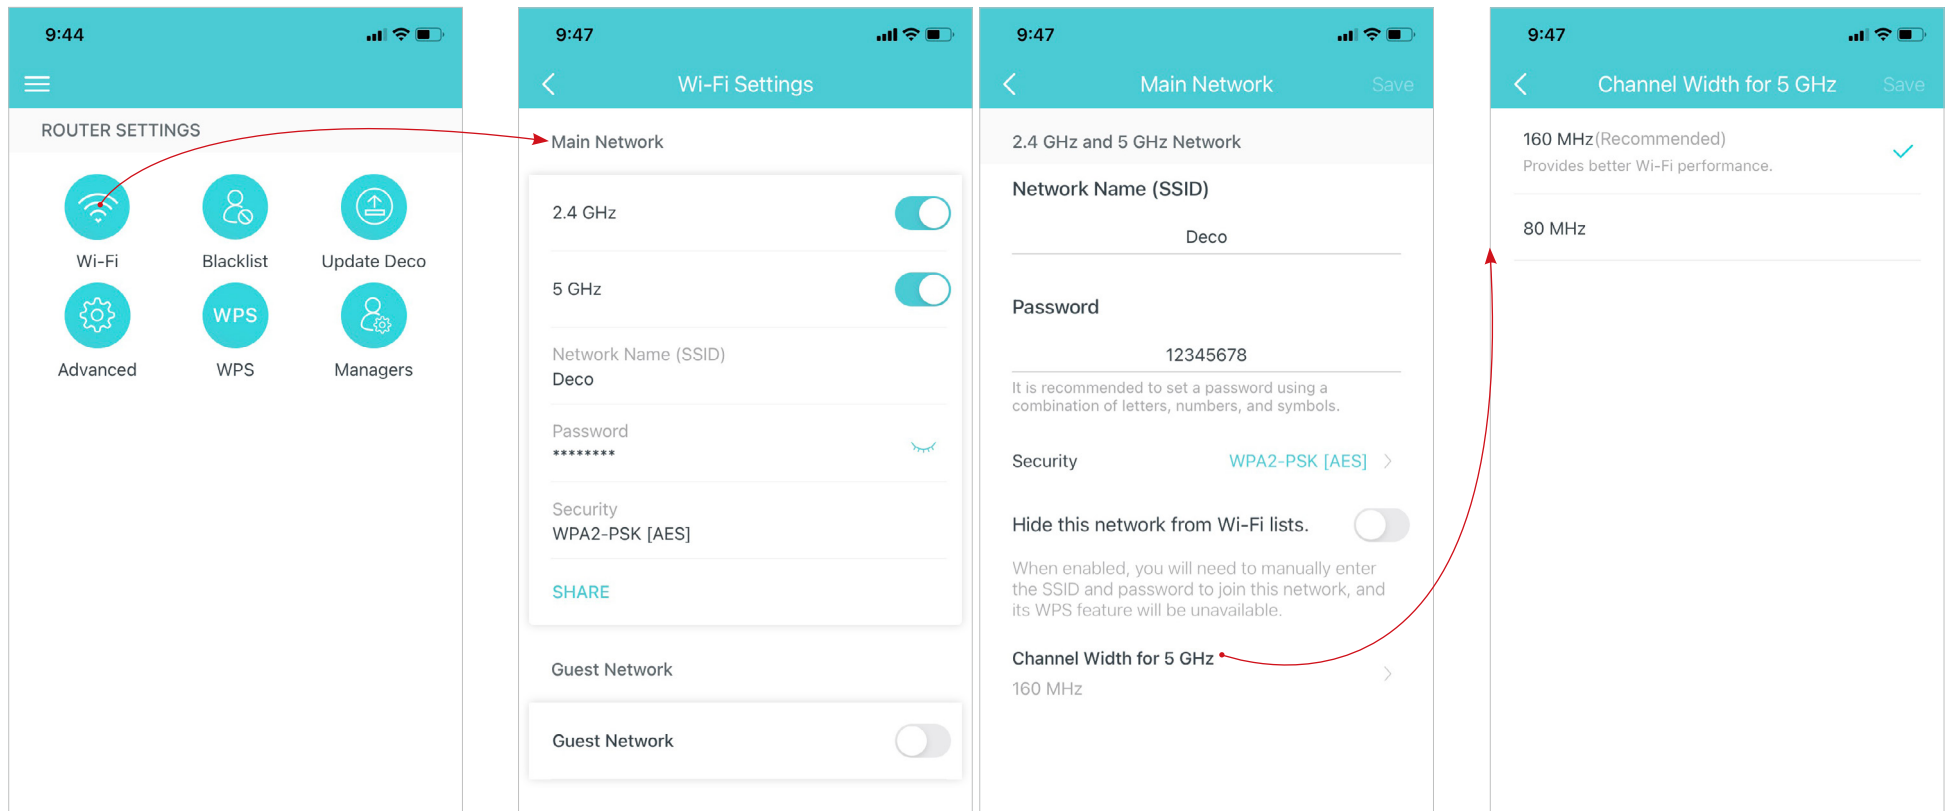 9:44
ROUTER SETTINGS
Wi-Fi
Blacklist
Update Deco
WPS
Advanced
WPS
Managers
9:47
Wi-Fi Settings
Main Network
2.4 GHz
5 GHz
Network Name (SSID)
Deco
Password
********
Security
WPA2-PSK [AES]
SHARE
Guest Network
Guest Network
9:47
Main Network
Save
2.4 GHz and 5 GHz Network
Network Name (SSID)
Deco
Password
12345678
It is recommended to set a password using a
combination of letters, numbers, and symbols.
Security
WPA2-PSK [AES]
Hide this network from Wi-Fi lists.
When enabled, you will need to manually enter
the SSID and password to join this network, and
its WPS feature will be unavailable.
Channel Width for 5 GHz
160 MHz
9:47
Channel Width for 5 GHz
Save
160 MHz(Recommended)
Provides better Wi-Fi performance.
80 MHz